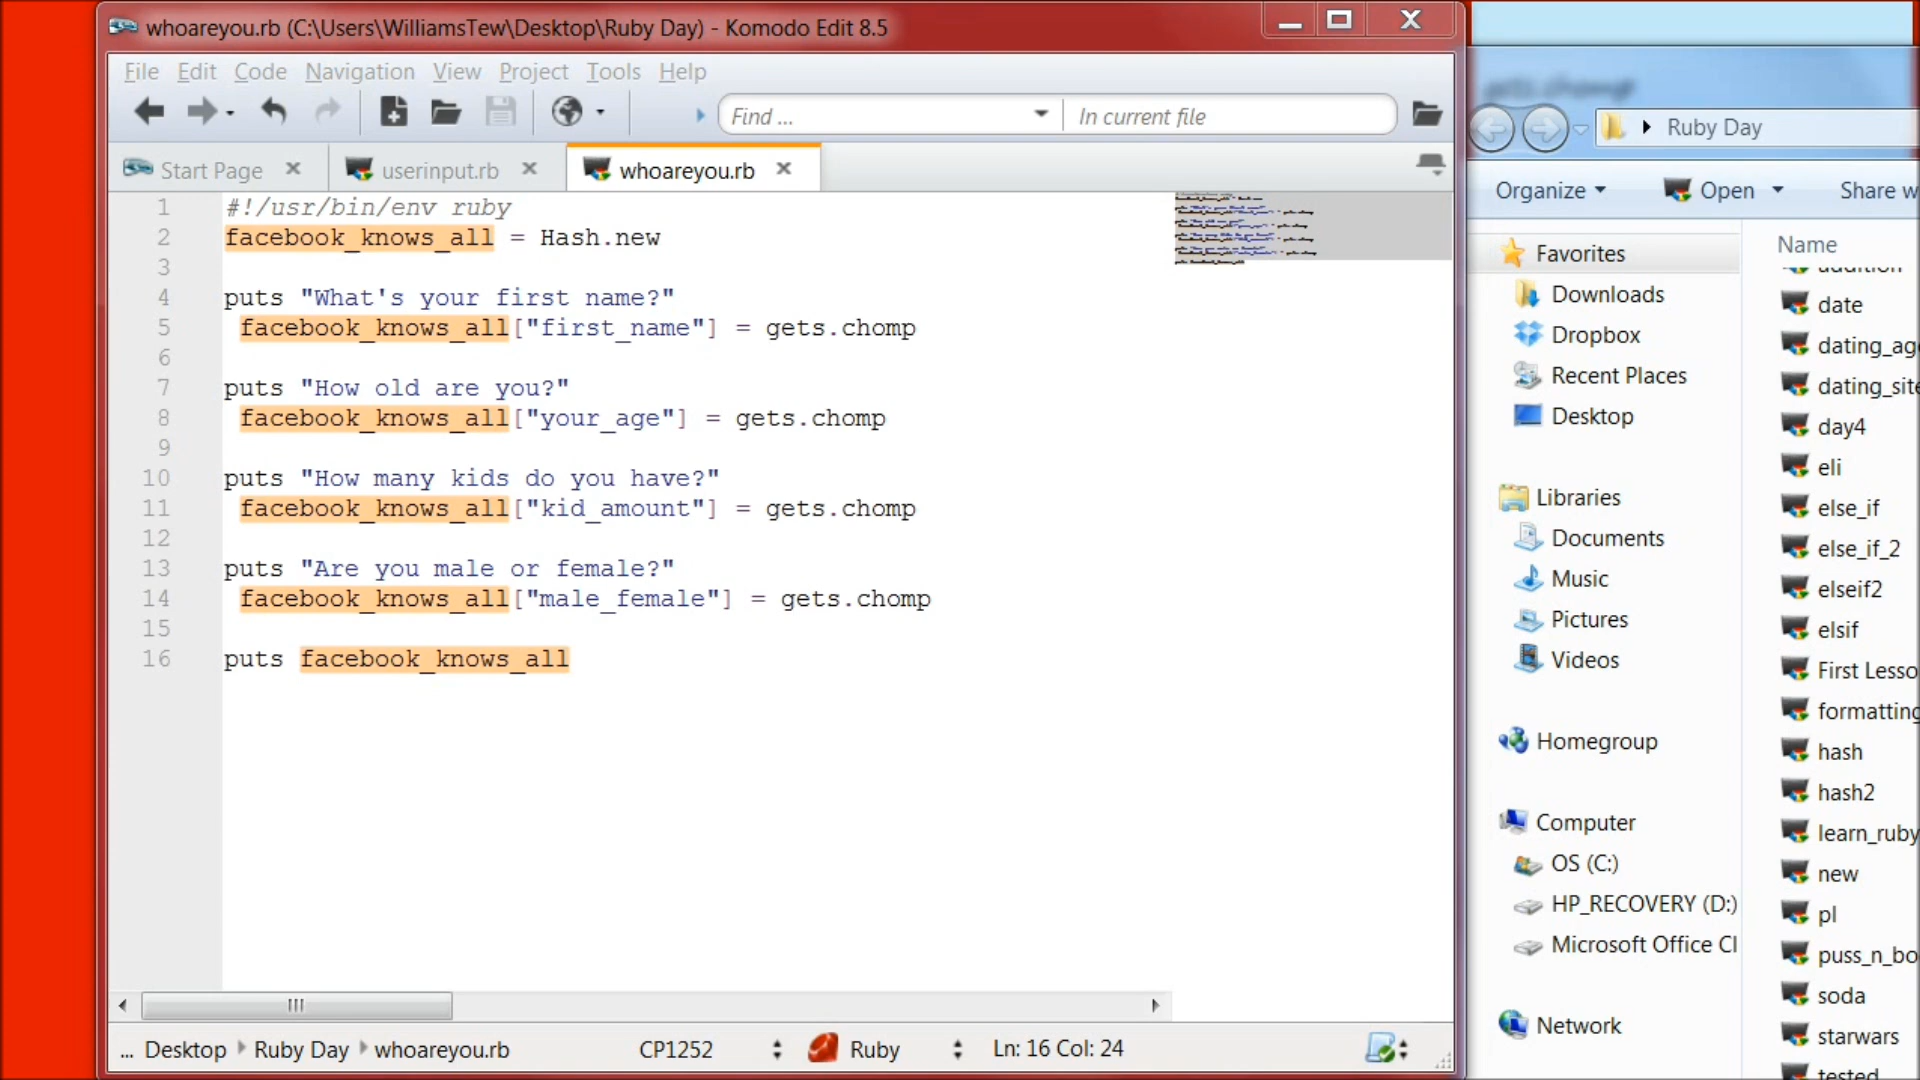 whoareyou.rb (C:\Users\WilliamsTew\Desktop\Ruby Day) - Komodo Edit 8.5
File Edit Code Navigation View Project Tools Help
Find ... In current file
Start Page userinput.rb whoareyou.rb
1 #!/usr/bin/env ruby
2 facebook_knows_all = Hash.new
3
4 puts "What's your first name?"
5 facebook_knows_all["first_name"] = gets.chomp
6
7 puts "How old are you?"
8 facebook_knows_all["your_age"] = gets.chomp
9
10 puts "How many kids do you have?"
11 facebook_knows_all["kid_amount"] = gets.chomp
12
13 puts "Are you male or female?"
14 facebook_knows_all["male_female"] = gets.chomp
15
16 puts facebook_knows_all
... Desktop Ruby Day whoareyou.rb CP1252 Ruby Ln: 16 Col: 24
Ruby Day
Organize Open Share w
Favorites
Downloads
Dropbox
Recent Places
Desktop
Libraries
Documents
Music
Pictures
Videos
Homegroup
Computer
OS (C:)
HP_RECOVERY (D:)
Microsoft Office Cl
Network
Name
addition
date
dating_age
dating_site
day4
eli
else_if
else_if_2
elseif2
elsif
First Lesso
formatting
hash
hash2
learn_ruby
new
pl
puss_n_bo
soda
starwars
tested